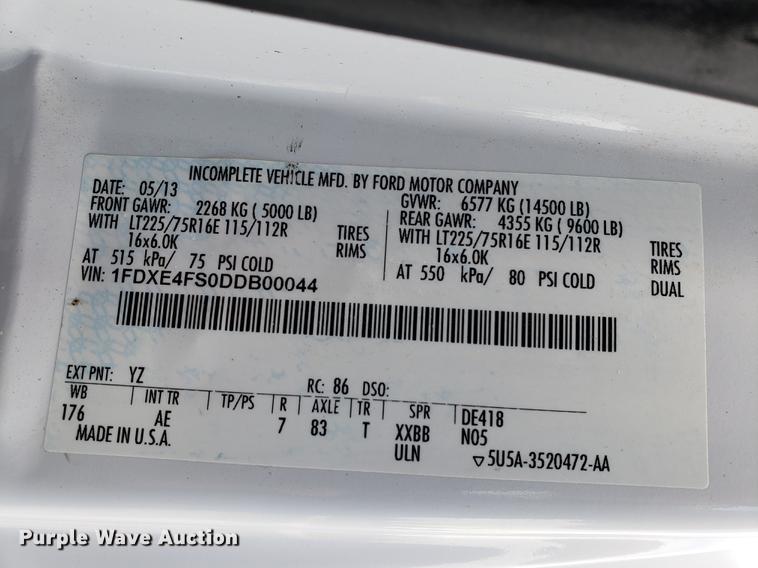 INCOMPLETE VEHICLE MFD. BY FORD MOTOR COMPANY
DATE: 05/13 GVWR: 6577 KG (14500 LB)
FRONT GAWR: 2268 KG ( 5000 LB) REAR GAWR: 4355 KG ( 9600 LB)
WITH LT225/75R16E 115/112R TIRES WITH LT225/75R16E 115/112R TIRES
16x6.0K RIMS 16x6.0K RIMS
AT 515 kPa/ 75 PSI COLD AT 550 kPa/ 80 PSI COLD DUAL
VIN: 1FDXE4FS0DDB00044
EXT PNT: YZ RC: 86 DSO:
WB INT TR TP/PS R AXLE TR SPR DE418
176 AE 7 83 T XXBB N05
MADE IN U.S.A. ULN ▽5U5A-3520472-AA
Purple Wave Auction